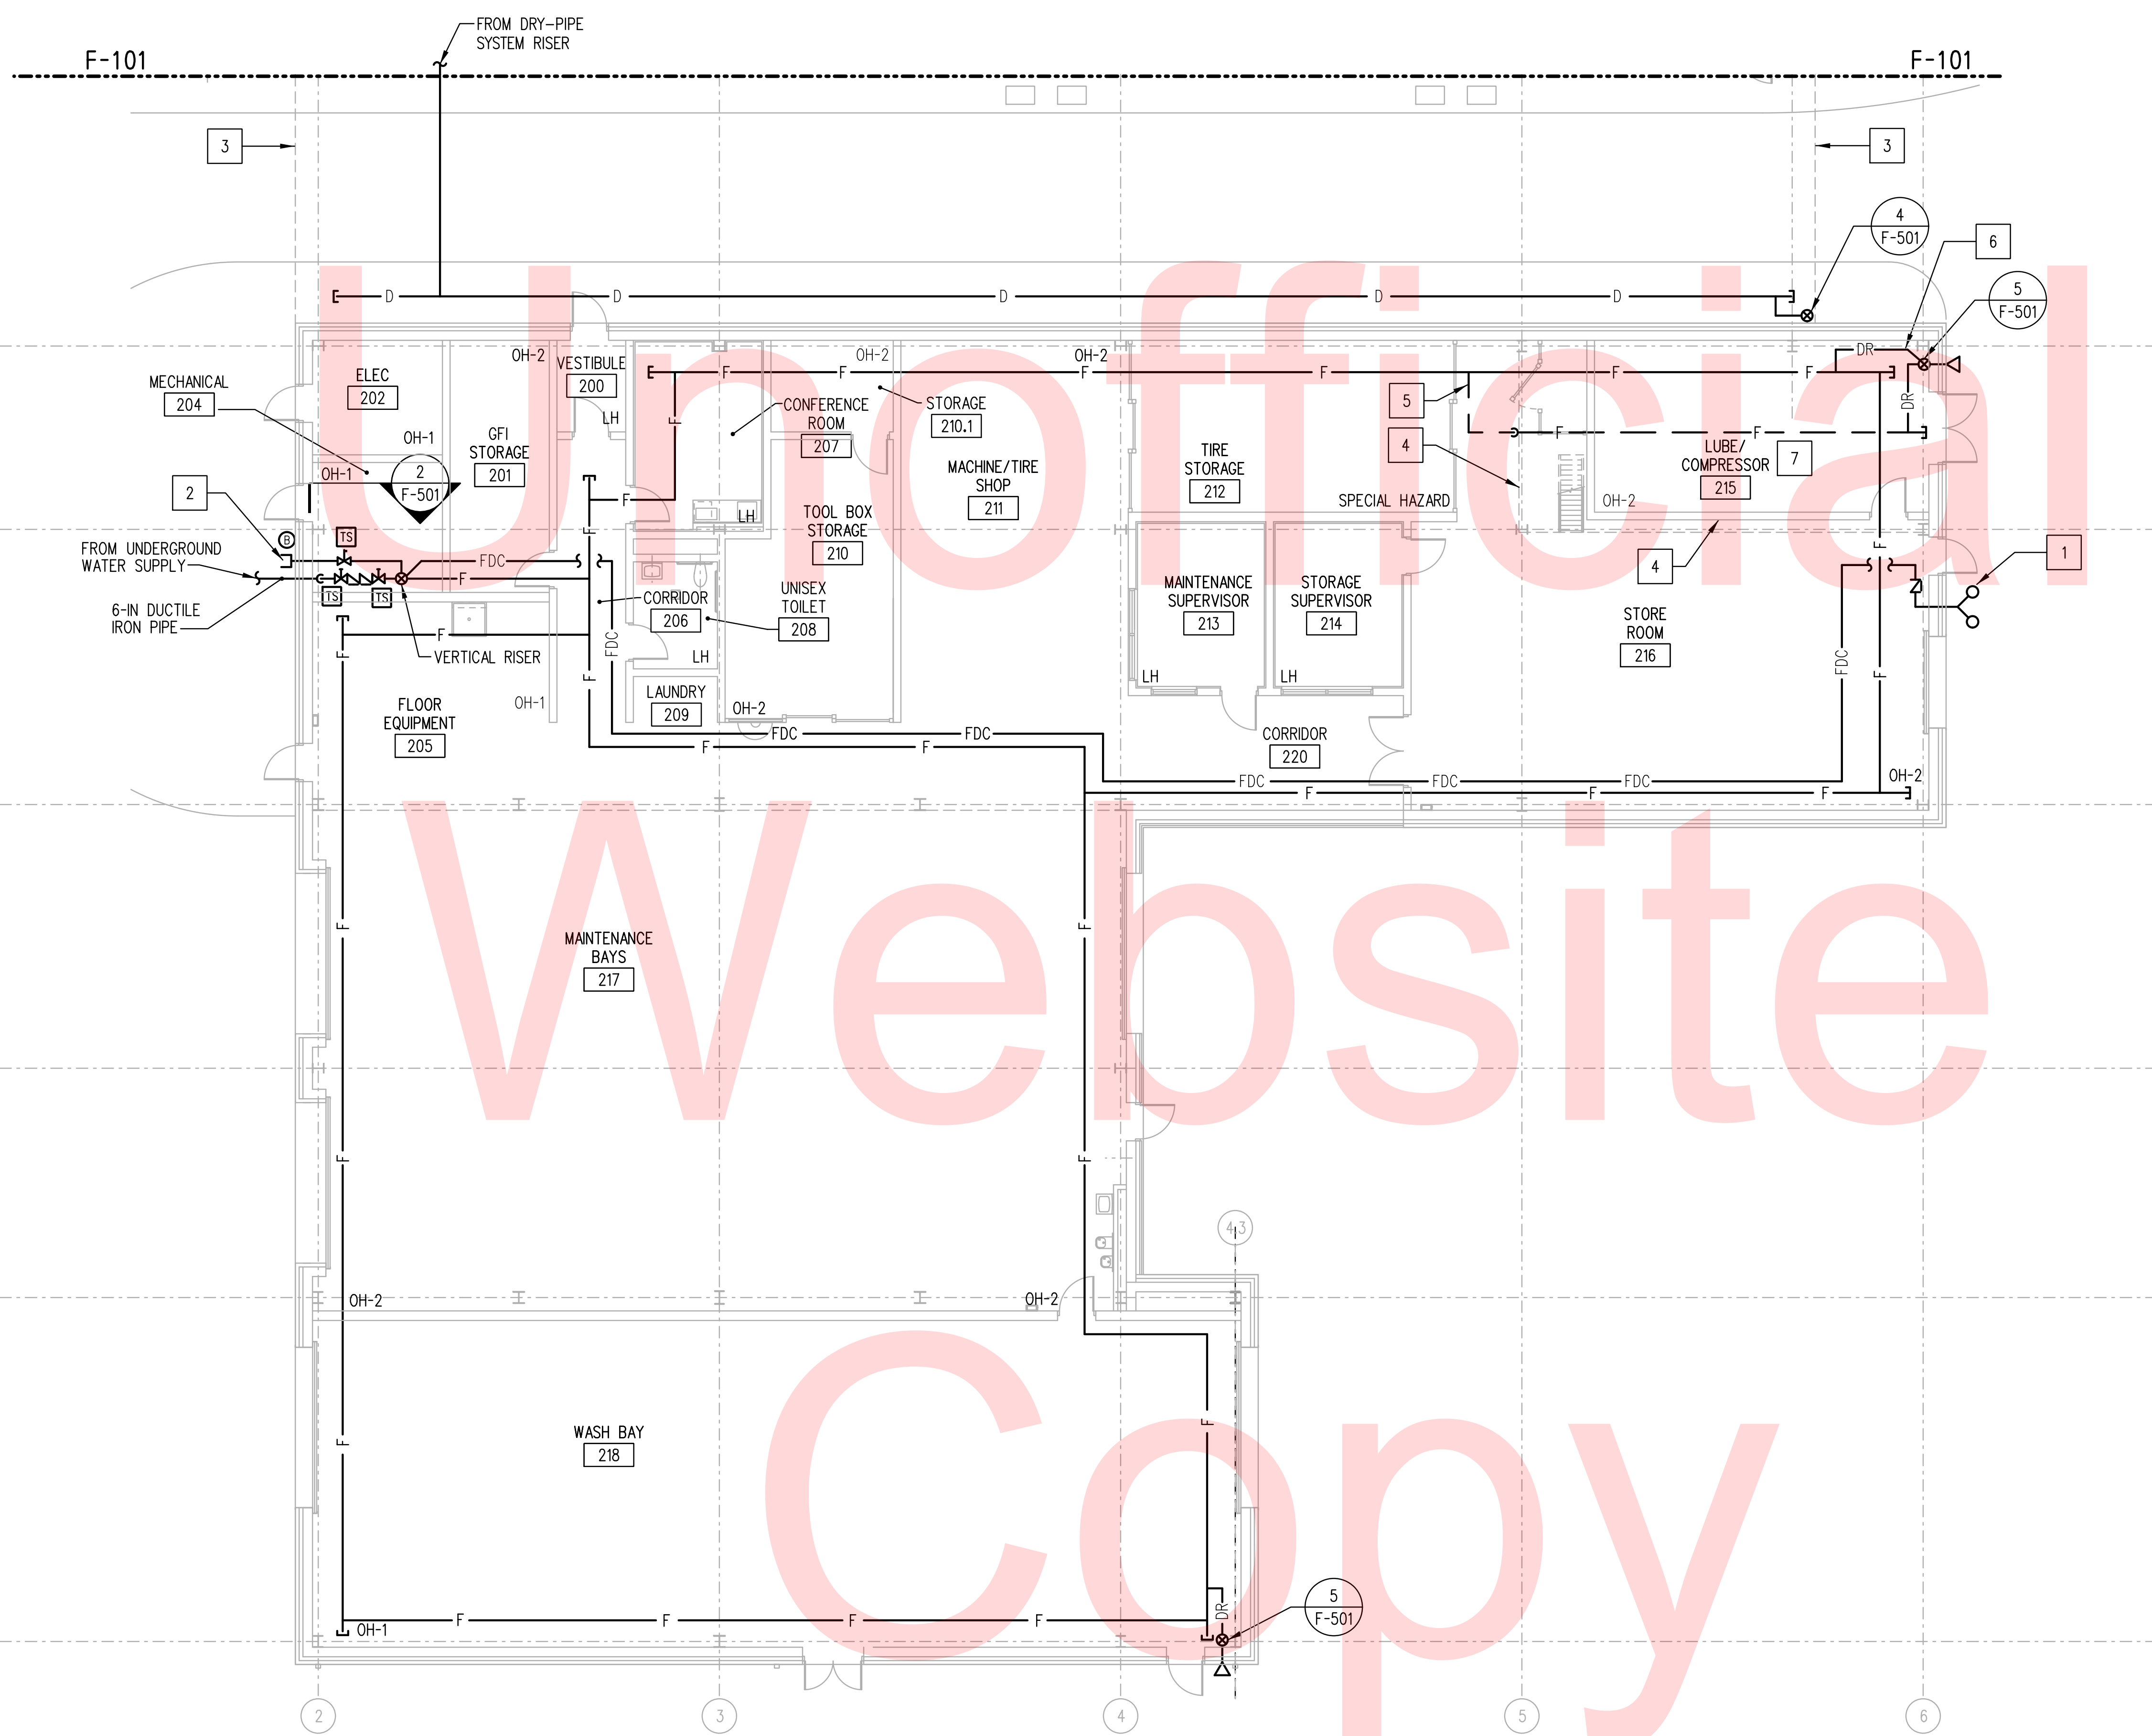 FROM DRY-PIPE
SYSTEM RISER
F-101
F-101
3
3
4
F-501
6
5
F-501
D D D D D
OH-2
VESTIBULE
200
OH-2
OH-2
DR
MECHANICAL
204
ELEC
202
F F F F F F
CONFERENCE
ROOM
207
STORAGE
210.1
5
DR
LH
F
OH-1
GFI
STORAGE
201
4
F F
LUBE/
COMPRESSOR
215
7
OH-1
2
F-501
MACHINE/TIRE
SHOP
211
TIRE
STORAGE
212
SPECIAL HAZARD
OH-2
2
F
LH
TOOL BOX
STORAGE
210
F
B
TS
FROM UNDERGROUND
WATER SUPPLY
FDC
F
1
TS
TS
F
4
6-IN DUCTILE
IRON PIPE
CORRIDOR
206
UNISEX
TOILET
208
MAINTENANCE
SUPERVISOR
213
STORAGE
SUPERVISOR
214
STORE
ROOM
216
F
F
VERTICAL RISER
FDC
LH
FDC
F
F
LH
LH
FLOOR
EQUIPMENT
205
OH-1
LAUNDRY
209
OH-2
FDC FDC
F F
CORRIDOR
220
FDC FDC FDC
OH-2
F F F
F
F
MAINTENANCE
BAYS
217
F
F
4.3
OH-2
OH-2
F
F
WASH BAY
218
5
F-501
DR
F F F F
OH-1
2
3
4
5
6
Unofficial
Website
Copy